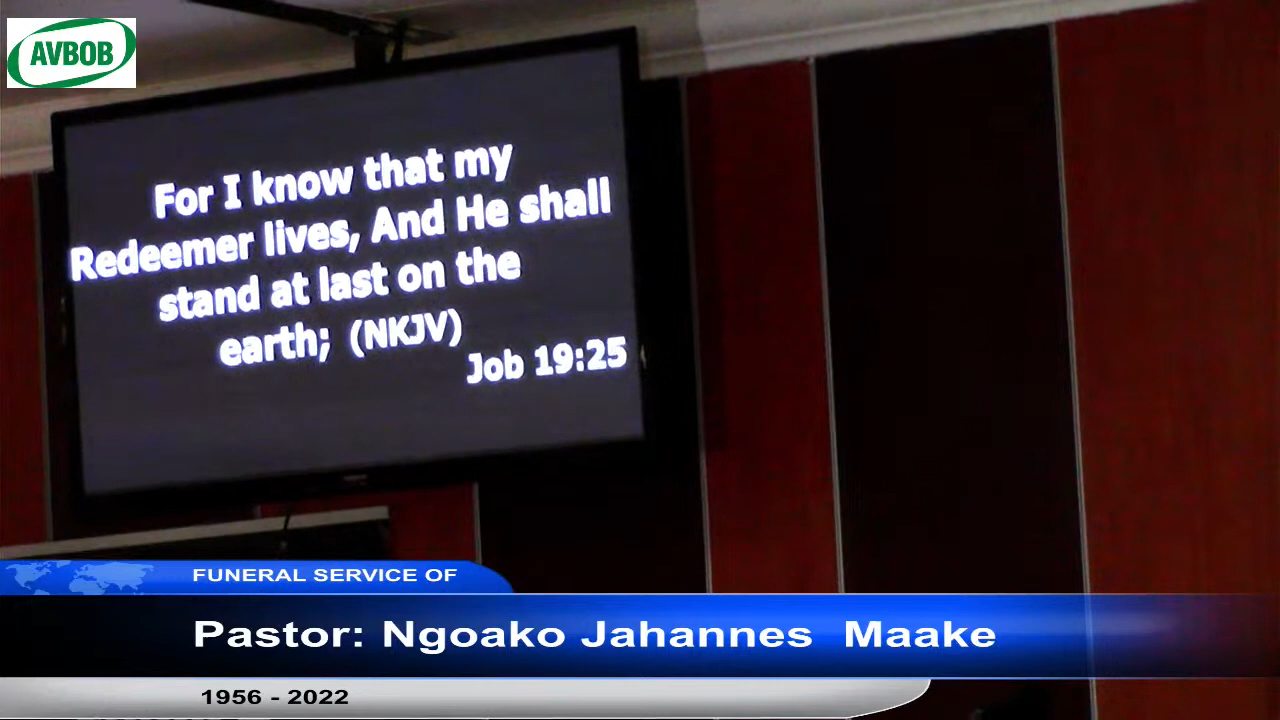 AVBOB
For I know that my
Redeemer lives, And He shall
stand at last on the
earth; (NKJV)
Job 19:25
FUNERAL SERVICE OF
Pastor: Ngoako Jahannes Maake
1956 - 2022